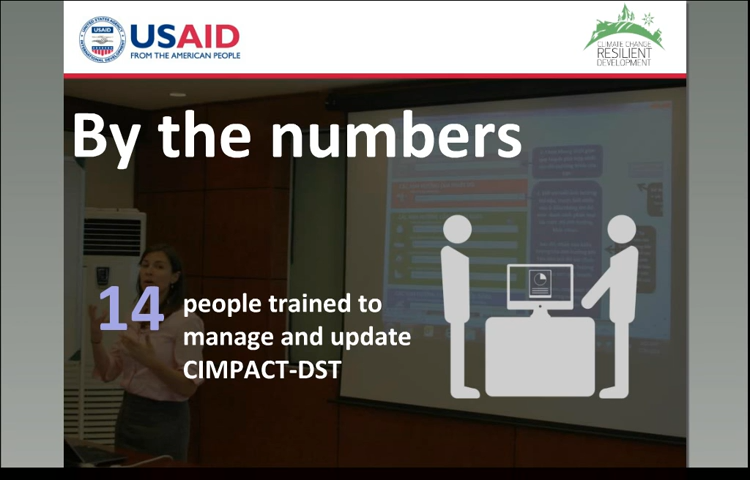 USAID
USAID
FROM THE AMERICAN PEOPLE
CLIMATE CHANGE
RESILIENT
DEVELOPMENT
By the numbers
14
people trained to
manage and update
CIMPACT-DST